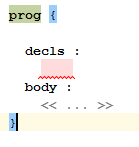 prog {
decls :
body :
<< ... >>
}